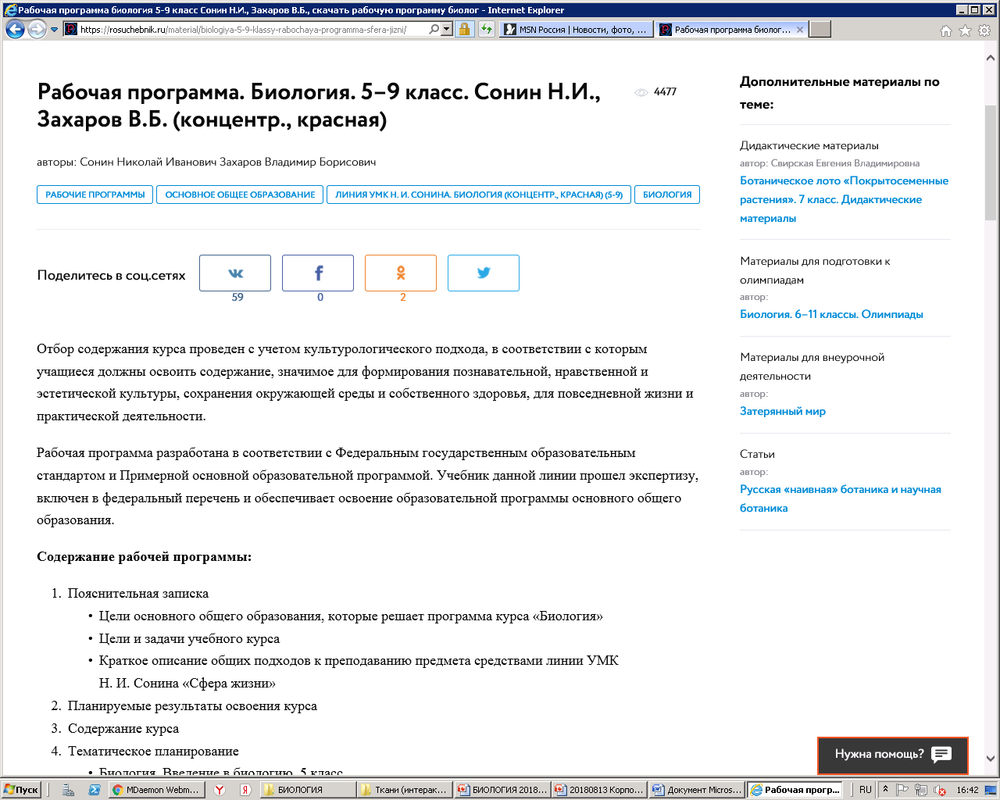 Рабочая программа биология 5-9 класс Сонин Н.И., Захаров В.Б., скачать рабочую программу биолог - Internet Explorer
https://rosuchebnik.ru/material/biologiya-5-9-klassy-rabochaya-programma-sfera-jizni/
MSN Россия | Новости, фото, ...
Рабочая программа биолог...
Рабочая программа. Биология. 5–9 класс. Сонин Н.И.,
Захаров В.Б. (концентр., красная)
4477
авторы: Сонин Николай Иванович Захаров Владимир Борисович
РАБОЧИЕ ПРОГРАММЫ
ОСНОВНОЕ ОБЩЕЕ ОБРАЗОВАНИЕ
ЛИНИЯ УМК Н. И. СОНИНА. БИОЛОГИЯ (КОНЦЕНТР., КРАСНАЯ) (5-9)
БИОЛОГИЯ
Поделитесь в соц.сетях
59
0
2
Отбор содержания курса проведен с учетом культурологического подхода, в соответствии с которым
учащиеся должны освоить содержание, значимое для формирования познавательной, нравственной и
эстетической культуры, сохранения окружающей среды и собственного здоровья, для повседневной жизни и
практической деятельности.
Рабочая программа разработана в соответствии с Федеральным государственным образовательным
стандартом и Примерной основной образовательной программой. Учебник данной линии прошел экспертизу,
включен в федеральный перечень и обеспечивает освоение образовательной программы основного общего
образования.
Содержание рабочей программы:
1. Пояснительная записка
• Цели основного общего образования, которые решает программа курса «Биология»
• Цели и задачи учебного курса
• Краткое описание общих подходов к преподаванию предмета средствами линии УМК
Н. И. Сонина «Сфера жизни»
2. Планируемые результаты освоения курса
3. Содержание курса
4. Тематическое планирование
• Биология. Введение в биологию. 5 класс
Дополнительные материалы по
теме:
Дидактические материалы
автор: Свирская Евгения Владимировна
Ботаническое лото «Покрытосеменные
растения». 7 класс. Дидактические
материалы
Материалы для подготовки к
олимпиадам
автор:
Биология. 6–11 классы. Олимпиады
Материалы для внеурочной
деятельности
автор:
Затерянный мир
Статьи
автор:
Русская «наивная» ботаника и научная
ботаника
Нужна помощь?
Пуск
MDaemon Webm...
БИОЛОГИЯ
Ткани (интерак...
БИОЛОГИЯ 2018...
20180813 Корпо...
Документ Micros...
Рабочая прогр...
RU
16:42